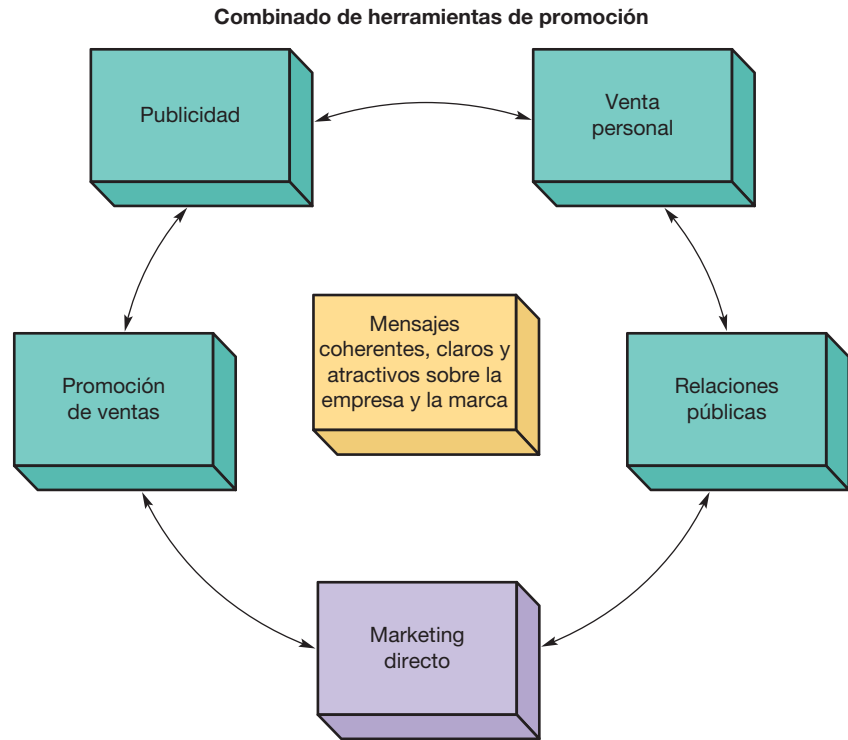 Combinado de herramientas de promoción
Publicidad
Venta
personal
Mensajes
coherentes, claros y
atractivos sobre la
empresa y la marca
Promoción
de ventas
Relaciones
públicas
Marketing
directo